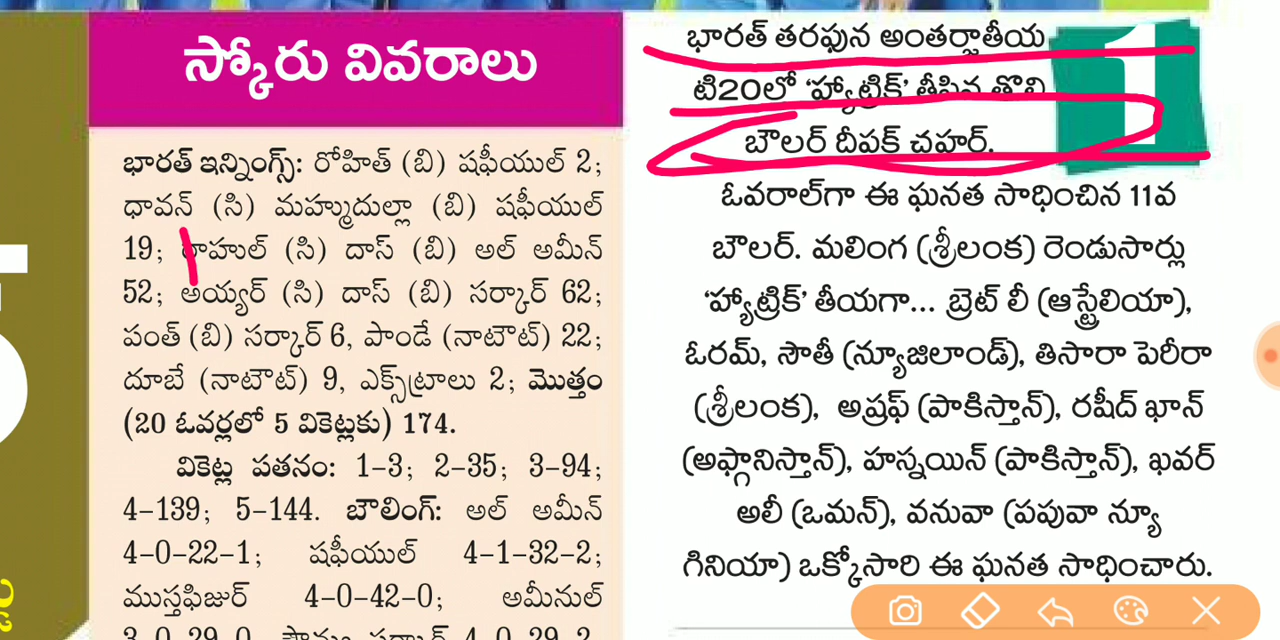 స్కోరు వివరాలు
భారత్ ఇన్నింగ్స్: రోహిత్ (బి) షఫీయుల్ 2;
ధావన్ (సి) మహ్ముదుల్లా (బి) షఫీయుల్
19; రాహుల్ (సి) దాస్ (బి) అల్ అమీన్
52; అయ్యర్ (సి) దాస్ (బి) సర్కార్ 62;
పంత్ (బి) సర్కార్ 6, పాండే (నాటౌట్) 22;
దూబే (నాటౌట్) 9, ఎక్స్‌ట్రాలు 2; మొత్తం
(20 ఓవర్లలో 5 వికెట్లకు) 174.
వికెట్ల పతనం: 1-3; 2-35; 3-94;
4-139; 5-144. బౌలింగ్: అల్ అమీన్
4-0-22-1; షఫీయుల్ 4-1-32-2;
ముస్తఫిజుర్ 4-0-42-0; అమీనుల్
భారత్ తరఫున అంతర్జాతీయ
టి20లో ‘హ్యాట్రిక్’ తీసిన తొలి
బౌలర్ దీపక్ చహర్.
1
ఓవరాల్‌గా ఈ ఘనత సాధించిన 11వ
బౌలర్. మలింగ (శ్రీలంక) రెండుసార్లు
‘హ్యాట్రిక్’ తీయగా... బ్రెట్ లీ (ఆస్ట్రేలియా),
ఓరమ్, సౌతీ (న్యూజిలాండ్), తిసారా పెరీరా
(శ్రీలంక), అష్రఫ్ (పాకిస్తాన్), రషీద్ ఖాన్
(అఫ్గానిస్తాన్), హస్నయిన్ (పాకిస్తాన్), ఖవర్
అలీ (ఒమన్), వనువా (పపువా న్యూ
గినియా) ఒక్కోసారి ఈ ఘనత సాధించారు.